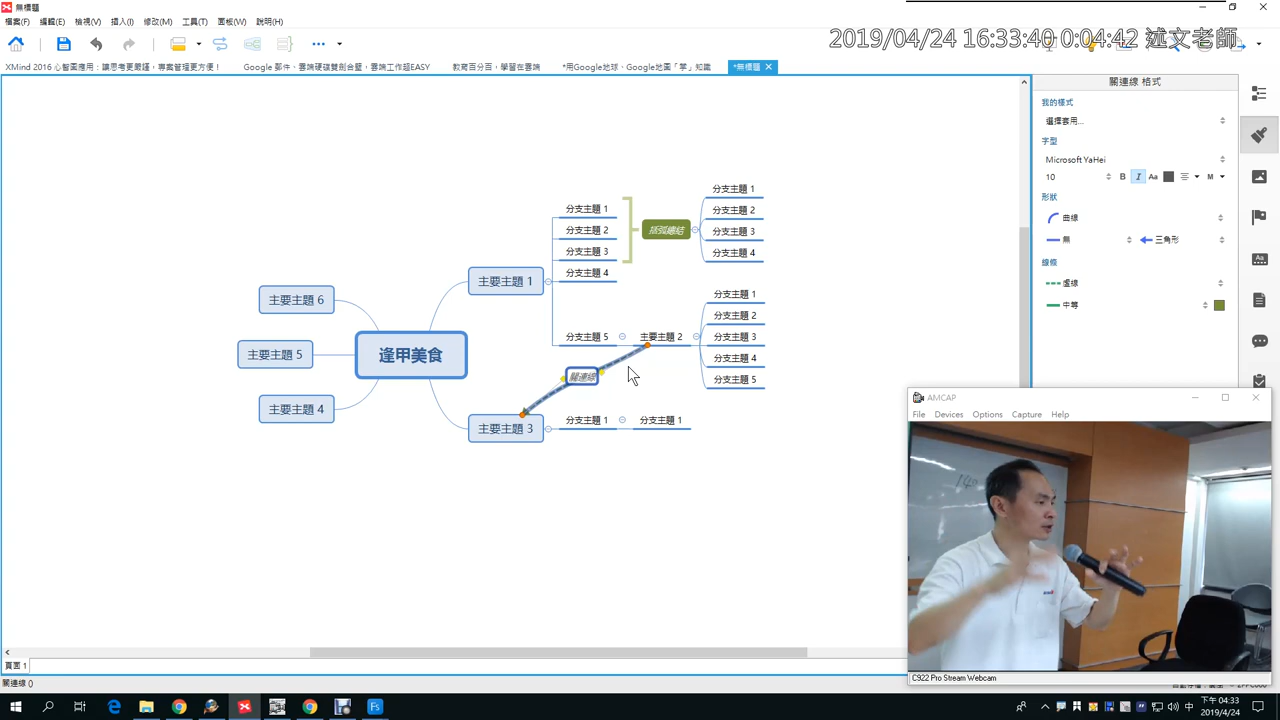 無標題
檔案(F) 編輯(E) 檢視(V) 插入(I) 修改(M) 工具(T) 面板(W) 說明(H)
2019/04/24 16:33:40 0:04:42 述文老師
XMind 2016 心智圖應用：讓思考更嚴謹，專案管理更方便！ Google 郵件、雲端硬碟雙劍合壁，雲端工作超EASY 教育百分百，學習在雲端 *用Google地球、Google地圖「掌」知識 *無標題
關連線 格式
我的樣式
選擇套用...
字型
Microsoft YaHei
10 B I Aa M
形狀
曲線
無 三角形
線條
虛線
中等
分支主題 1
分支主題 2
分支主題 3
分支主題 4
括弧總結
分支主題 1
分支主題 2
分支主題 3
分支主題 4
主要主題 1
主要主題 6
主要主題 5
主要主題 4
逢甲美食
分支主題 5
主要主題 2
分支主題 1
分支主題 2
分支主題 3
分支主題 4
分支主題 5
關連線
主要主題 3
分支主題 1
分支主題 1
AMCAP
File Devices Options Capture Help
C922 Pro Stream Webcam
頁面 1
關連線 ()
下午 04:33
2019/4/24
中
Fs